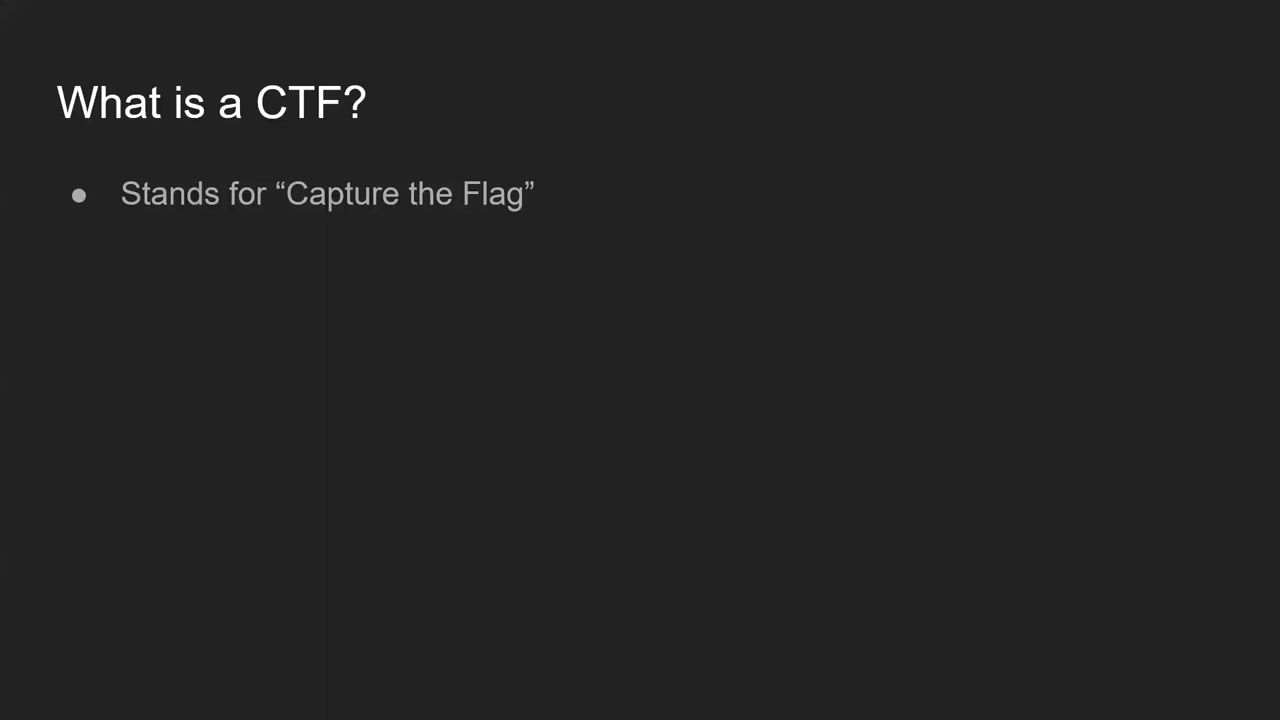 What is a CTF?
● Stands for “Capture the Flag”